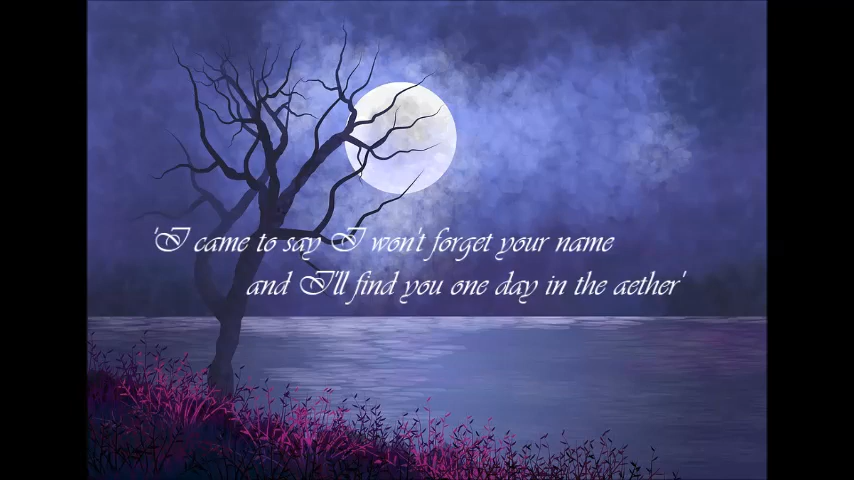 'I came to say I won't forget your name
and I'll find you one day in the aether'